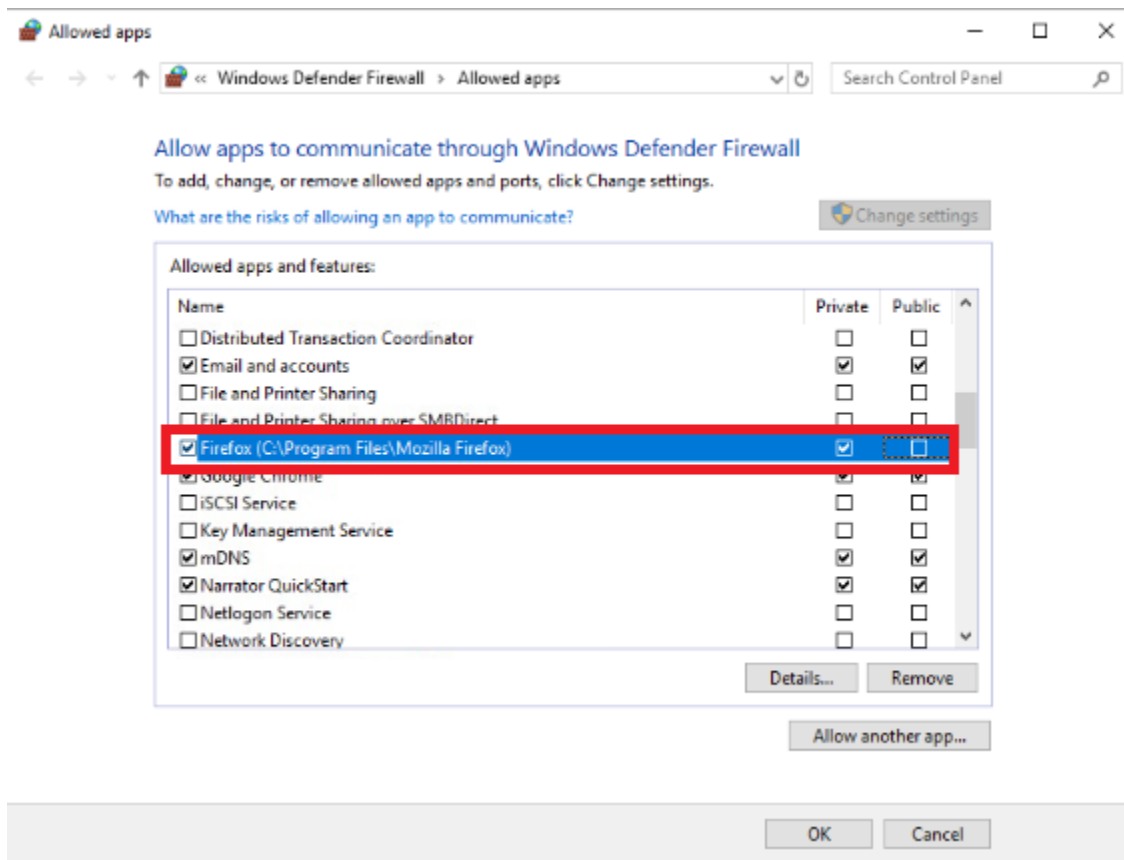 Allowed apps
« Windows Defender Firewall > Allowed apps
Search Control Panel
Allow apps to communicate through Windows Defender Firewall
To add, change, or remove allowed apps and ports, click Change settings.
What are the risks of allowing an app to communicate?
Change settings
Allowed apps and features:
Name Private Public
Distributed Transaction Coordinator
Email and accounts
File and Printer Sharing
File and Printer Sharing over SMBDirect
Firefox (C:\Program Files\Mozilla Firefox)
Google Chrome
iSCSI Service
Key Management Service
mDNS
Narrator QuickStart
Netlogon Service
Network Discovery
Details... Remove
Allow another app...
OK Cancel